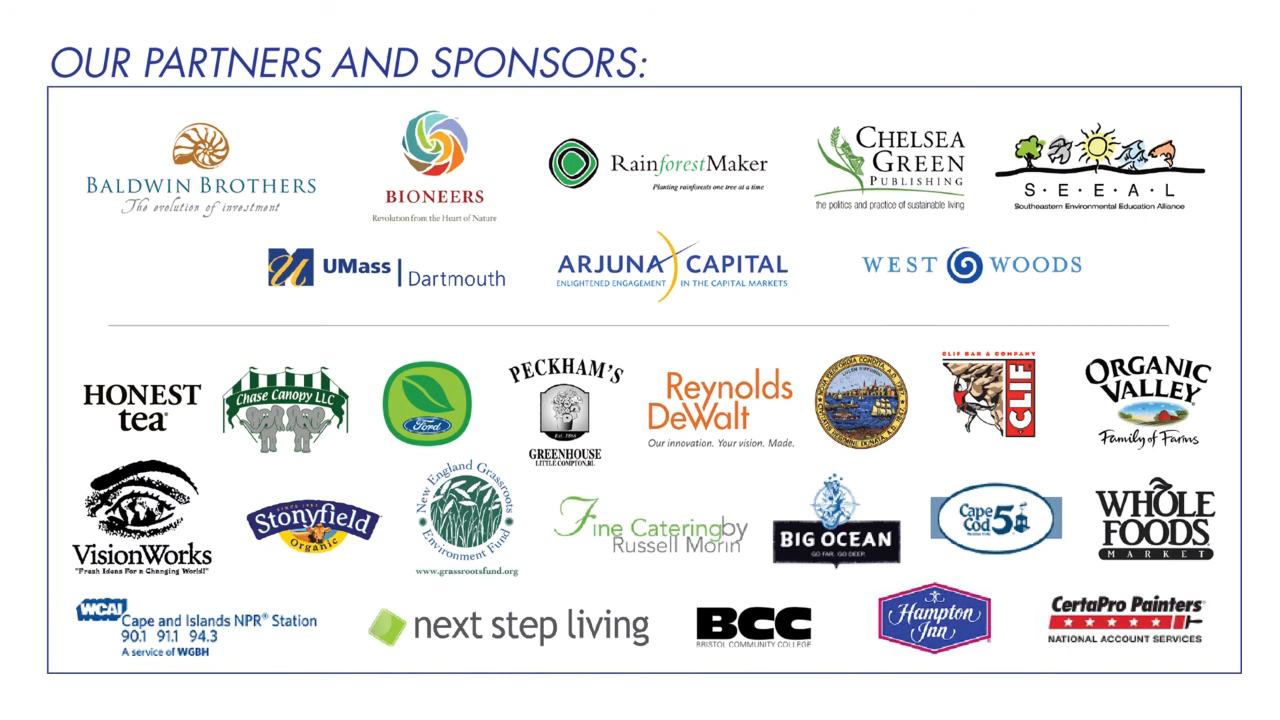 OUR PARTNERS AND SPONSORS:
BALDWIN BROTHERS
The evolution of investment
BIONEERS
Revolution from the Heart of Nature
RainforestMaker
Planting rainforests one tree at a time
CHELSEA
GREEN
PUBLISHING
the politics and practice of sustainable living
S·E·E·A·L
Southeastern Environmental Education Alliance
U
UMass | Dartmouth
ARJUNA CAPITAL
ENLIGHTENED ENGAGEMENT IN THE CAPITAL MARKETS
WEST WOODS
HONEST
tea®
Chase Canopy LLC
Ford
PECKHAM'S
Est. 1866
GREENHOUSE
LITTLE COMPTON, RI.
Reynolds
DeWalt
Our innovation. Your vision. Made.
CLIF BAR & COMPANY
CLIF
ORGANIC
VALLEY
Family of Farms
VisionWorks
"Fresh Ideas For a Changing World!"
Stonyfield
Organic
New England Grassroots
Environment Fund
www.grassrootsfund.org
Fine Catering by
Russell Morin
BIG OCEAN
GO FAR. GO DEEP.
Cape
Cod 5
WHOLE
FOODS
MARKET
WCAI
Cape and Islands NPR® Station
90.1 91.1 94.3
A service of WGBH
next step living
BCC
BRISTOL COMMUNITY COLLEGE
Hampton
Inn
CertaPro Painters®
NATIONAL ACCOUNT SERVICES